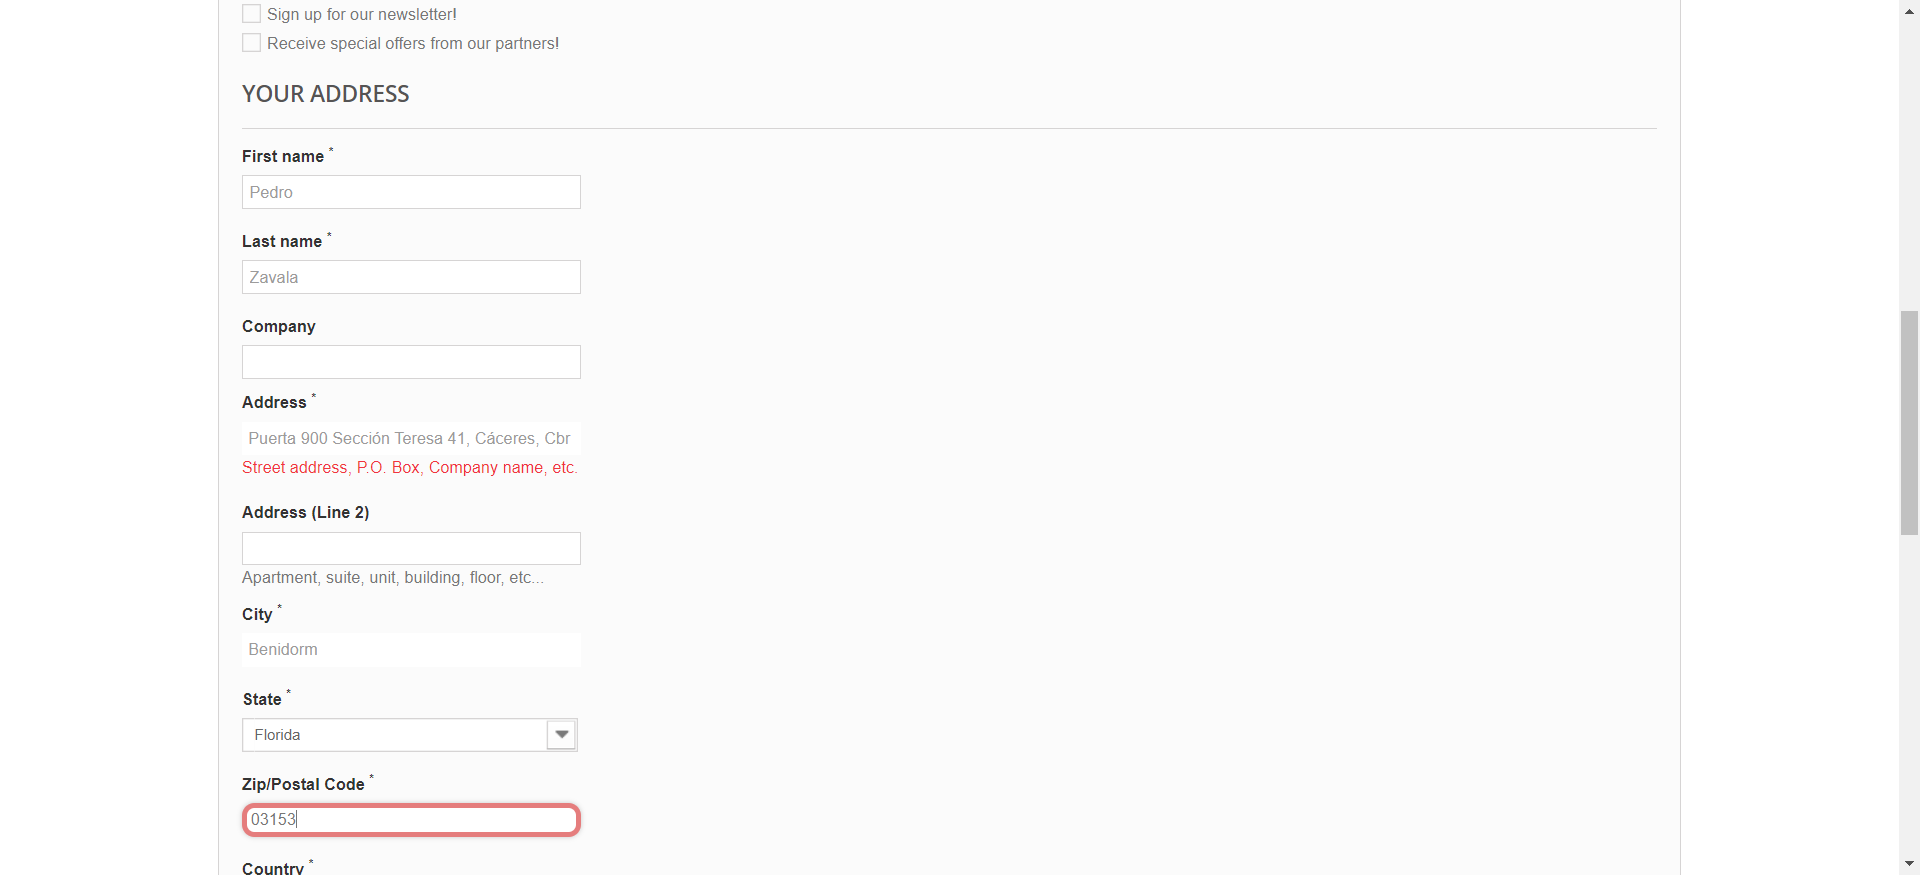 Sign up for our newsletter!
Receive special offers from our partners!
YOUR ADDRESS
First name *
Pedro
Last name *
Zavala
Company
Address *
Puerta 900 Sección Teresa 41, Cáceres, Cbr
Street address, P.O. Box, Company name, etc.
Address (Line 2)
Apartment, suite, unit, building, floor, etc...
City *
Benidorm
State *
Florida
Zip/Postal Code *
03153
Country *